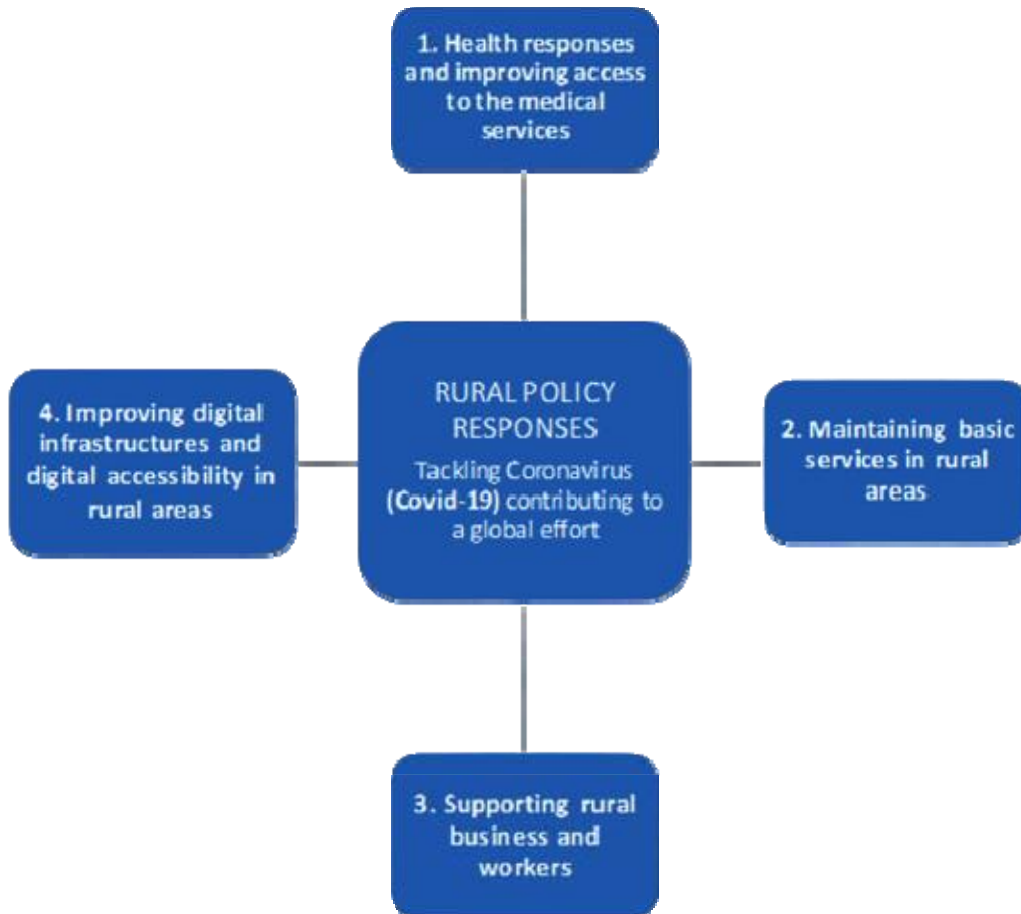 1. Health responses
and improving access
to the medical
services
RURAL POLICY
RESPONSES
Tackling Coronavirus
(Covid-19) contributing to
a global effort
2. Maintaining basic
services in rural
areas
3. Supporting rural
business and
workers
4. Improving digital
infrastructures and
digital accessibility in
rural areas